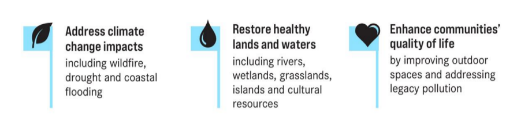 Address climate
change impacts
including wildfire,
drought and coastal
flooding
Restore healthy
lands and waters
including rivers,
wetlands, grasslands,
islands and cultural
resources
Enhance communities'
quality of life
by improving outdoor
spaces and addressing
legacy pollution